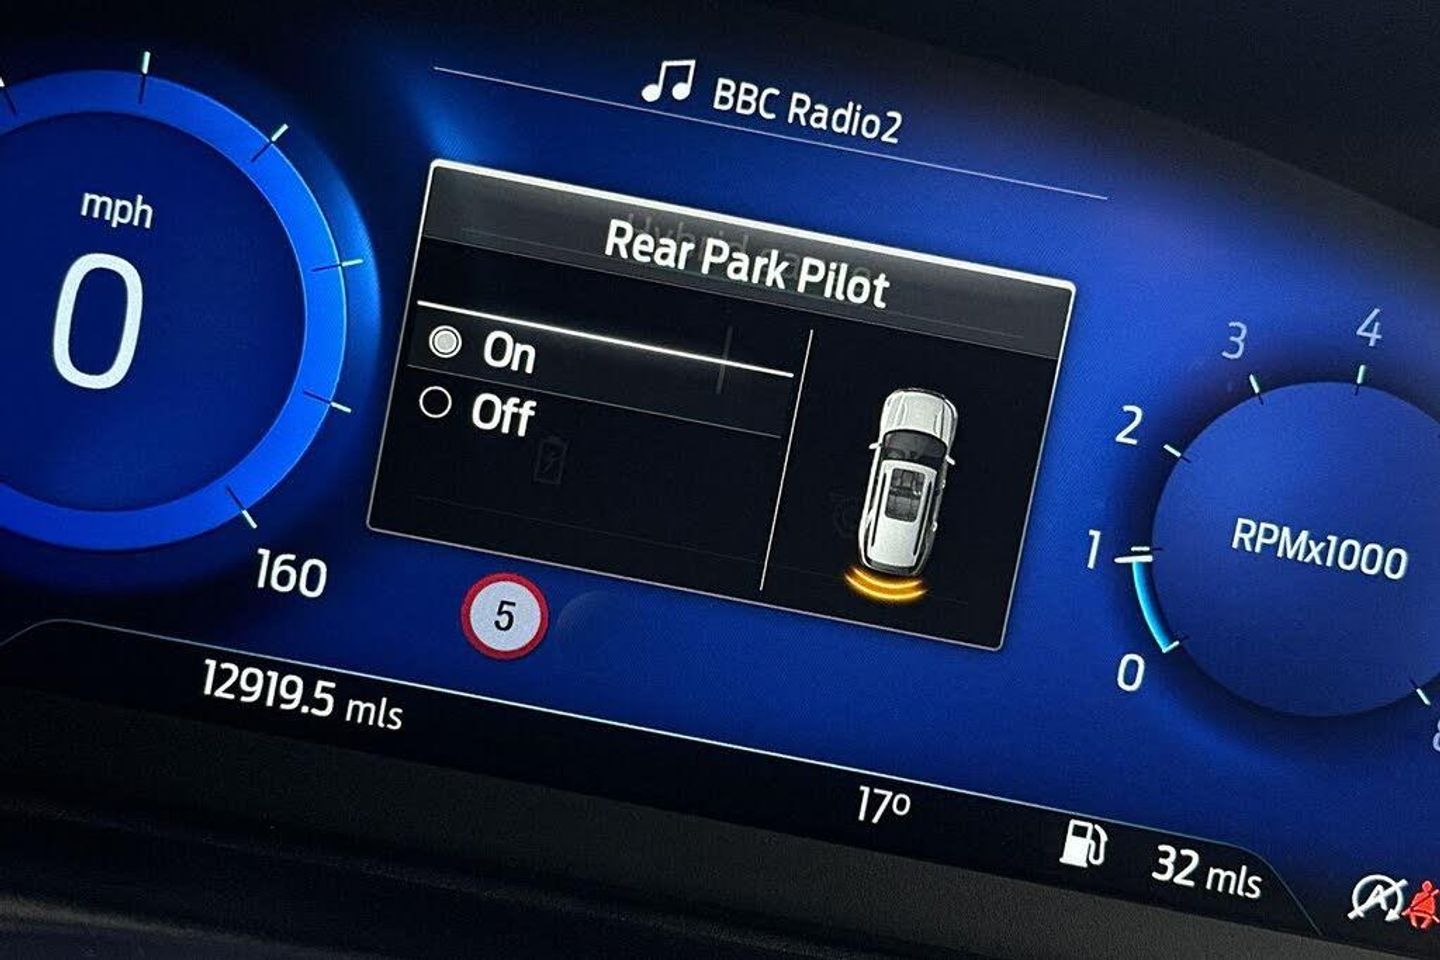 BBC Radio2
mph
0
160
Rear Park Pilot
On
Off
5
12919.5 mls
17º
32 mls
0
1
2
3
4
RPMx1000